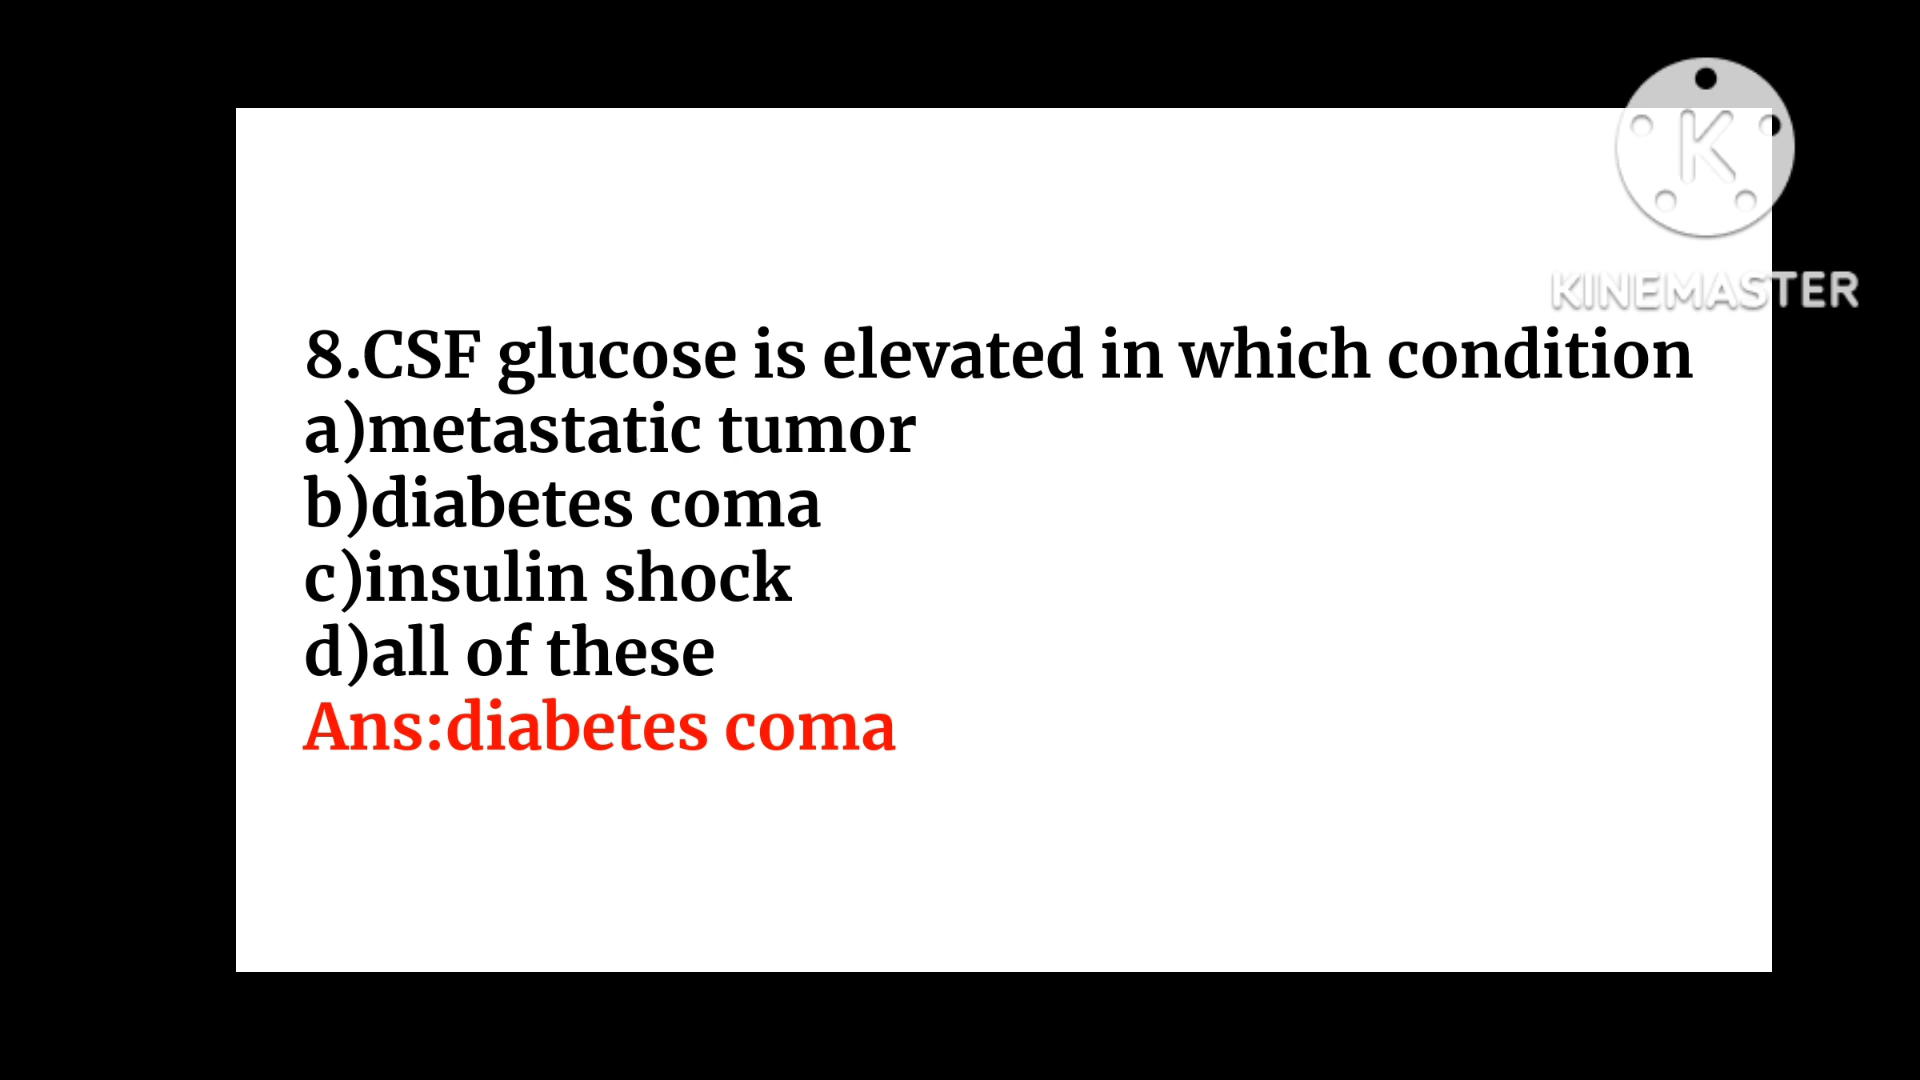 K
KINEMASTER
8.CSF glucose is elevated in which condition
a)metastatic tumor
b)diabetes coma
c)insulin shock
d)all of these
Ans:diabetes coma